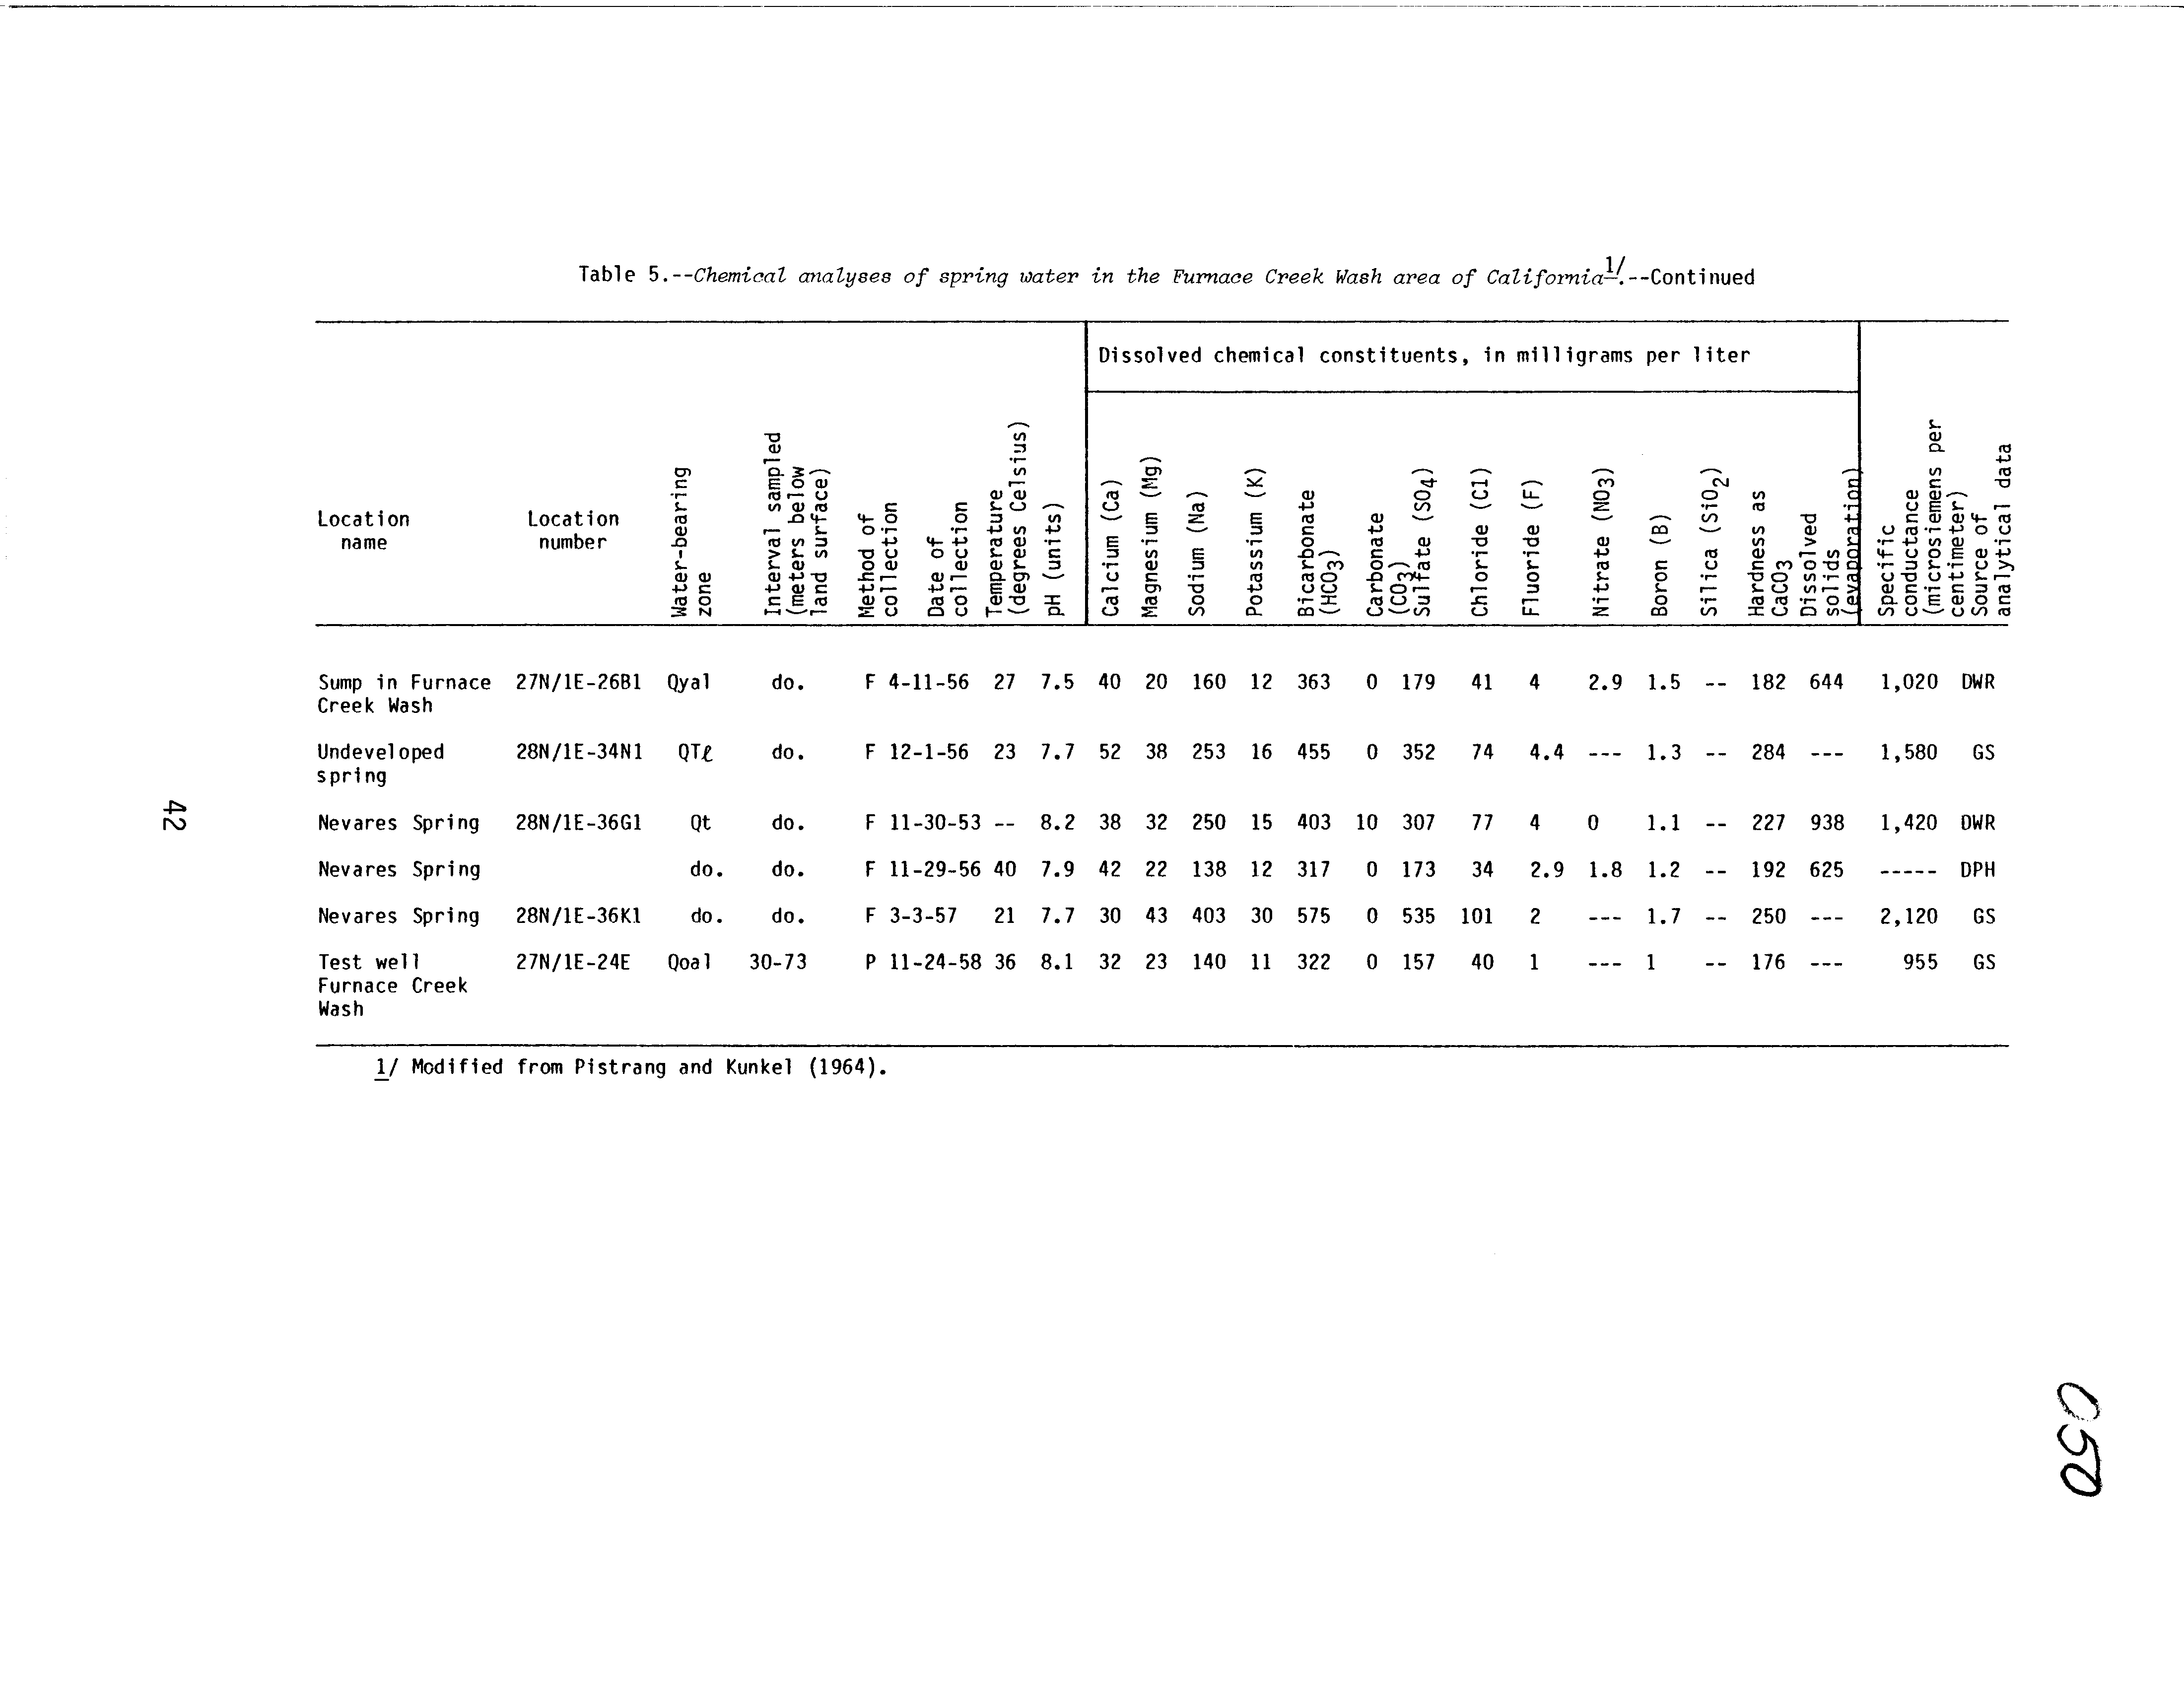 Table 5.--Chemical analyses of spring water in the Furnace Creek Wash area of California1/.--Continued
Dissolved chemical constituents, in milligrams per liter
Location
name
Location
number
Water-bearing
zone
Interval sampled
(meters below
land surface)
Method of
collection
Date of
collection
Temperature
(degrees Celsius)
pH (units)
Calcium (Ca)
Magnesium (Mg)
Sodium (Na)
Potassium (K)
Bicarbonate
(HCO3)
Carbonate
(CO3)
Sulfate (SO4)
Chloride (Cl)
Fluoride (F)
Nitrate (NO3)
Boron (B)
Silica (SiO2)
Hardness as
CaCO3
Dissolved
solids
(evaporation)
Specific
conductance
(microsiemens per
centimeter)
Source of
analytical data
Sump in Furnace 27N/1E-26B1 Qyal do. F 4-11-56 27 7.5 40 20 160 12 363 0 179 41 4 2.9 1.5 -- 182 644 1,020 DWR
Creek Wash
Undeveloped 28N/1E-34N1 QTℓ do. F 12-1-56 23 7.7 52 38 253 16 455 0 352 74 4.4 --- 1.3 -- 284 --- 1,580 GS
spring
Nevares Spring 28N/1E-36G1 Qt do. F 11-30-53 -- 8.2 38 32 250 15 403 10 307 77 4 0 1.1 -- 227 938 1,420 DWR
Nevares Spring do. do. F 11-29-56 40 7.9 42 22 138 12 317 0 173 34 2.9 1.8 1.2 -- 192 625 ----- DPH
Nevares Spring 28N/1E-36K1 do. do. F 3-3-57 21 7.7 30 43 403 30 575 0 535 101 2 --- 1.7 -- 250 --- 2,120 GS
Test well 27N/1E-24E Qoal 30-73 P 11-24-58 36 8.1 32 23 140 11 322 0 157 40 1 --- 1 -- 176 --- 955 GS
Furnace Creek
Wash
1/ Modified from Pistrang and Kunkel (1964).
42
050